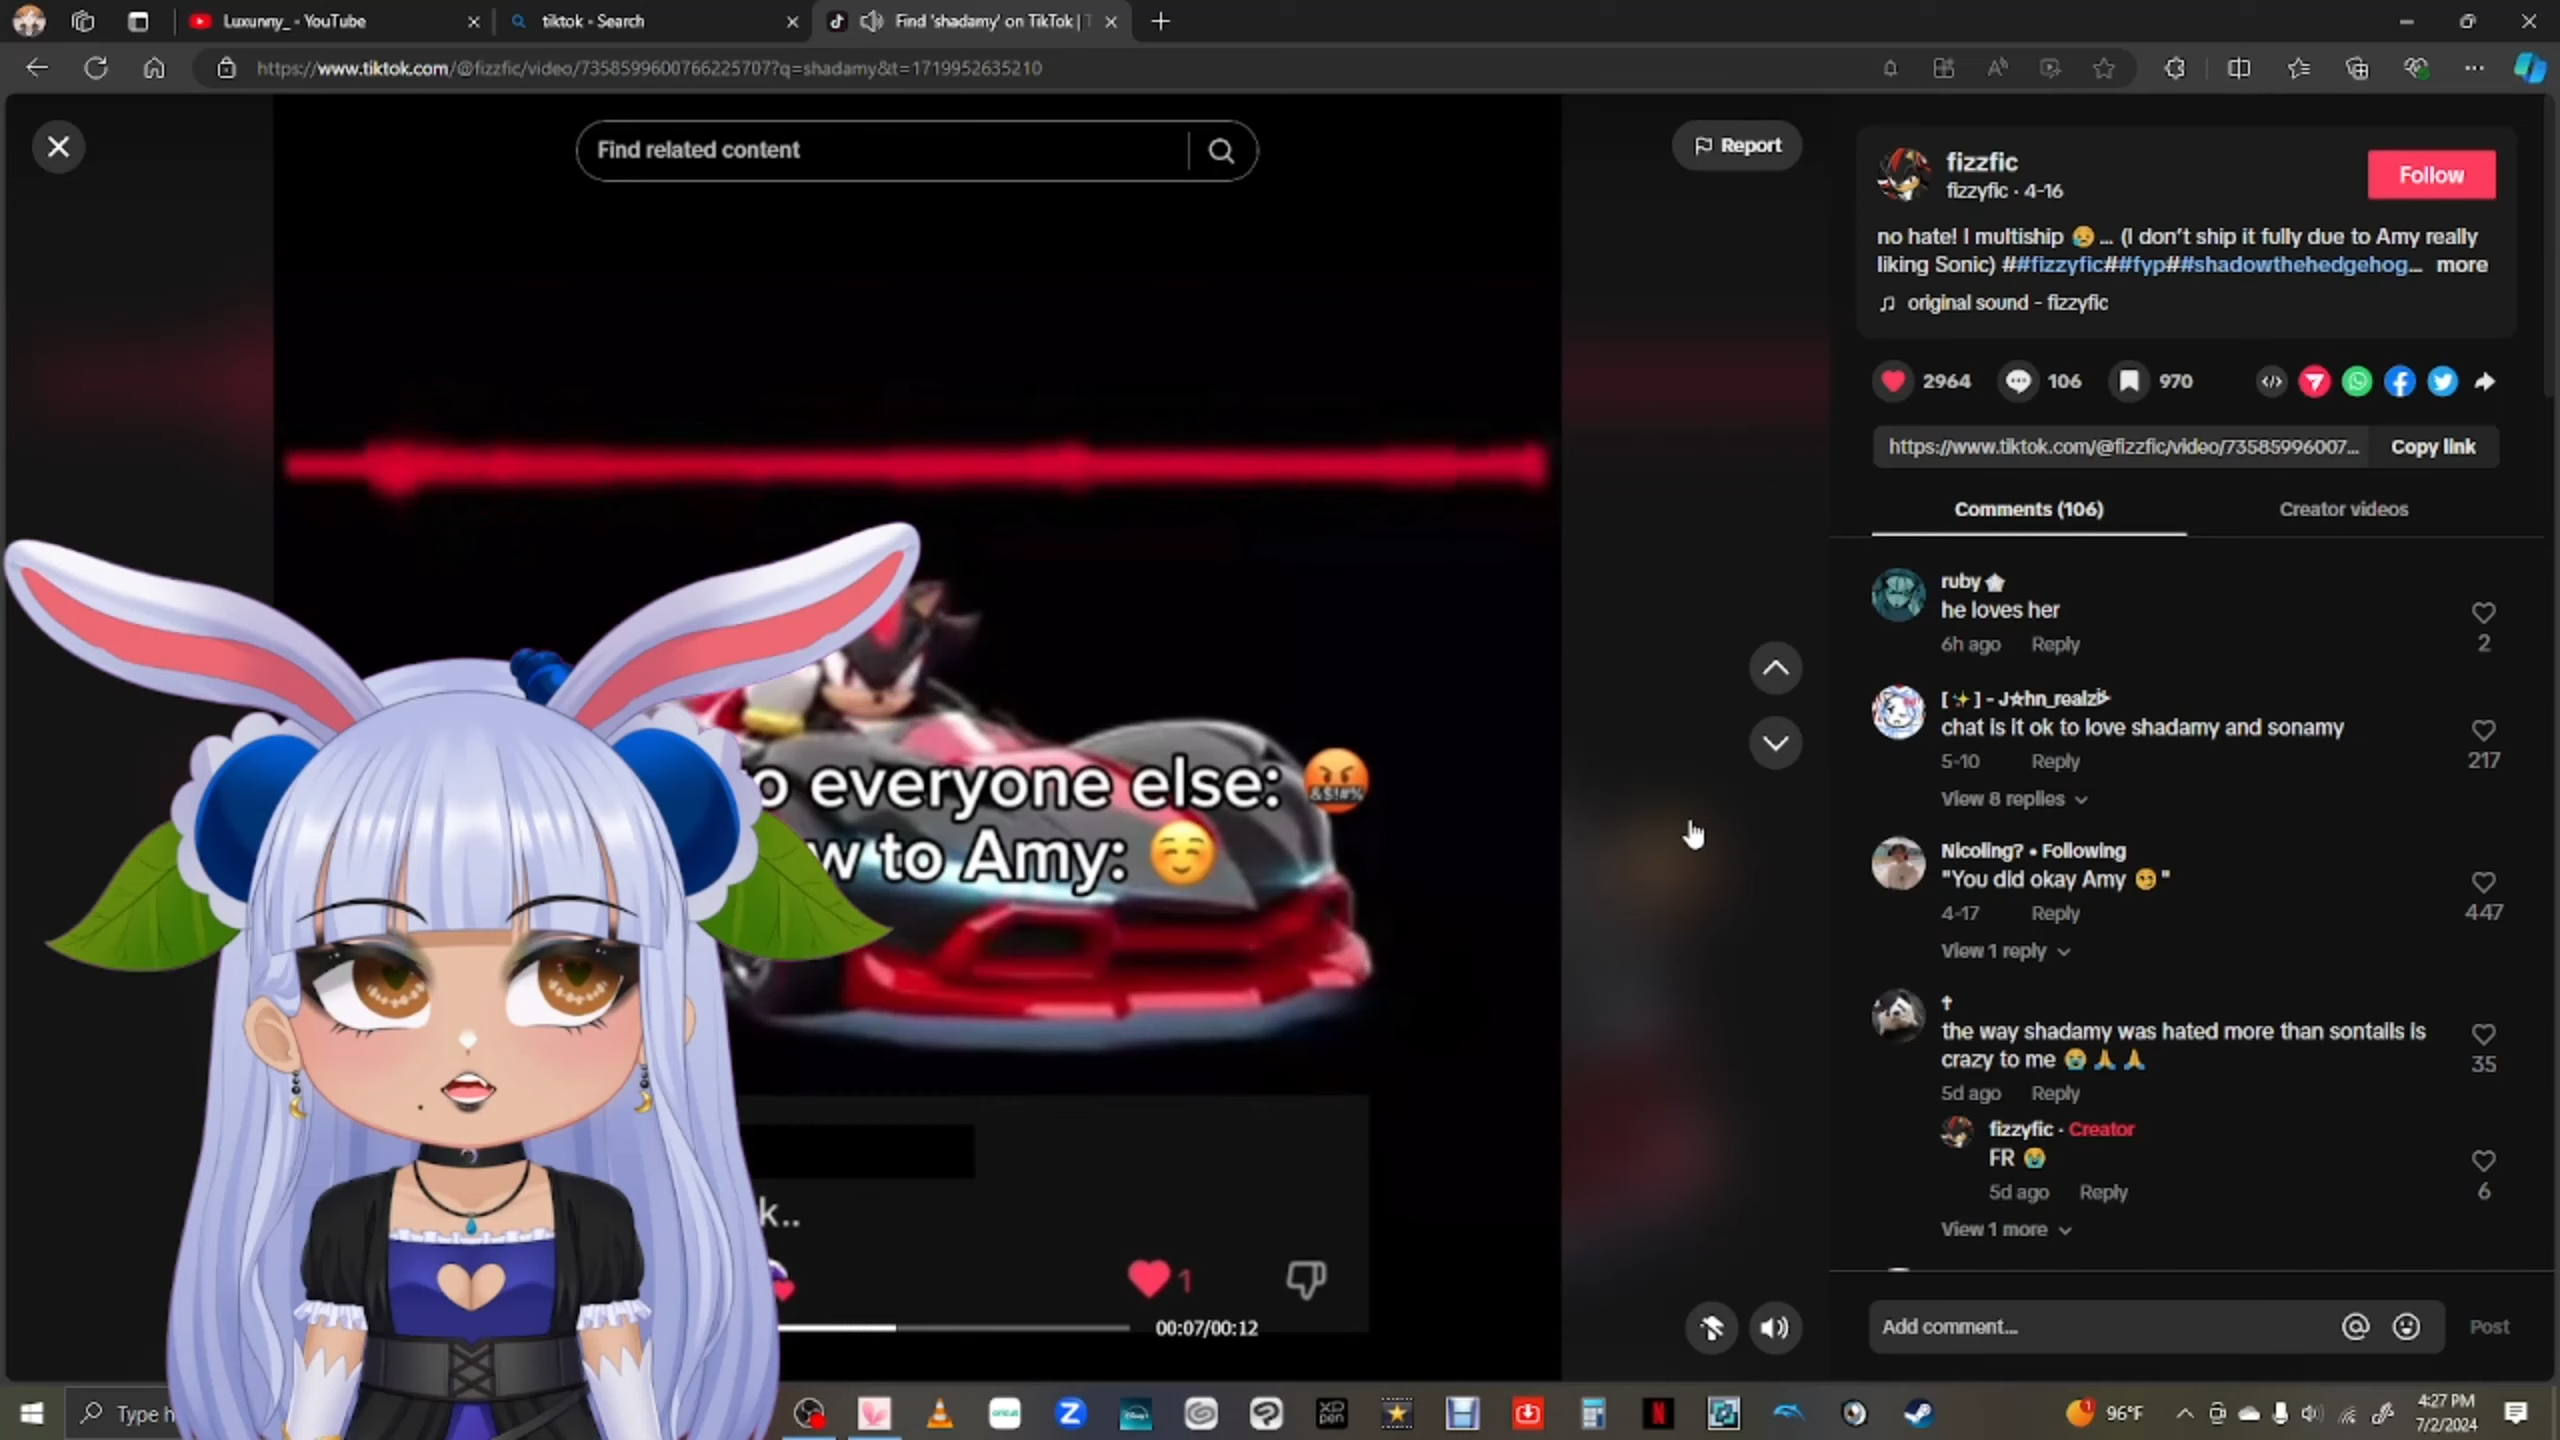 Luxunny_ - YouTube
tiktok - Search
Find 'shadamy' on TikTok |
https://www.tiktok.com/@fizzfic/video/7358599600766225707?q=shadamy&t=1719952635210
Find related content
Report
o everyone else: 🤬
w to Amy: ☺️
k..
1
00:07/00:12
fizzfic
fizzyfic · 4-16
Follow
no hate! I multiship 😥 ... (I don't ship it fully due to Amy really
liking Sonic) ##fizzyfic##fyp##shadowthehedgehog... more
♫ original sound - fizzyfic
2964
106
970
https://www.tiktok.com/@fizzfic/video/73585996007...
Copy link
Comments (106)
Creator videos
ruby
he loves her
6h ago Reply
2
[ ✨ ] - J☆hn_realz
chat is it ok to love shadamy and sonamy
5-10 Reply
217
View 8 replies
Nicoling? • Following
"You did okay Amy 😏 "
4-17 Reply
447
View 1 reply
✝
the way shadamy was hated more than sontails is
crazy to me 😭🙏🙏
35
5d ago Reply
fizzyfic · Creator
FR 😭
5d ago Reply
6
View 1 more
Add comment...
Post
Type h
96°F
4:27 PM
7/2/2024